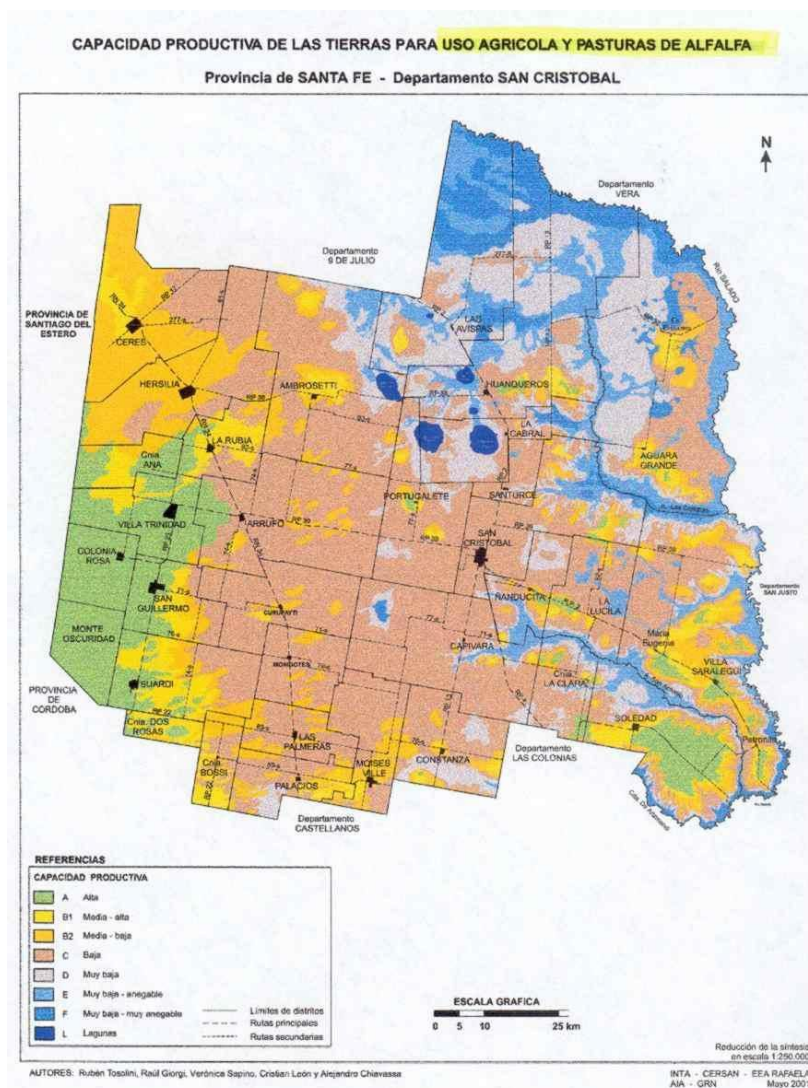 CAPACIDAD PRODUCTIVA DE LAS TIERRAS PARA USO AGRICOLA Y PASTURAS DE ALFALFA
Provincia de SANTA FE - Departamento SAN CRISTOBAL
N
Departamento
VERA
Departamento
9 DE JULIO
Río SALADO
PROVINCIA DE
SANTIAGO DEL
ESTERO
CERES
LAS
AVISPAS
HERSILIA
AMBROSETTI
HUANQUEROS
LA RUBIA
LA
CABRAL
Cnia.
ANA
AGUARA
GRANDE
PORTUGALETE
SANTURCE
VILLA TRINIDAD
ARRUFO
SAN
CRISTOBAL
COLONIA
ROSA
Departamento
SAN JUSTO
SAN
GUILLERMO
ÑANDUCITA
LA
LUCILA
CURUPAYTI
MONTE
OSCURIDAD
María
Eugenia
CAPIVARA
MONIGOTES
VILLA
SARALEGUI
Cnia.
LA CLARA
SUARDI
PROVINCIA
DE
CORDOBA
SOLEDAD
Cnia. DOS
ROSAS
LAS
PALMERAS
Departamento
LAS COLONIAS
Petronila
Cnia.
BOSSI
MOISES
VILLE
CONSTANZA
PALACIOS
Departamento
CASTELLANOS
REFERENCIAS
CAPACIDAD PRODUCTIVA
A Alta
B1 Media - alta
B2 Media - baja
C Baja
D Muy baja
E Muy baja - anegable
F Muy baja - muy anegable
L Lagunas
Límites de distritos
Rutas principales
Rutas secundarias
ESCALA GRAFICA
0 5 10 25 km
Reducción de la síntesis
en escala 1:250.000
AUTORES: Rubén Tosolini, Raúl Giorgi, Verónica Sapino, Cristian León y Alejandro Chiavassa
INTA - CERSAN - EEA RAFAELA
AIA - GRN Mayo